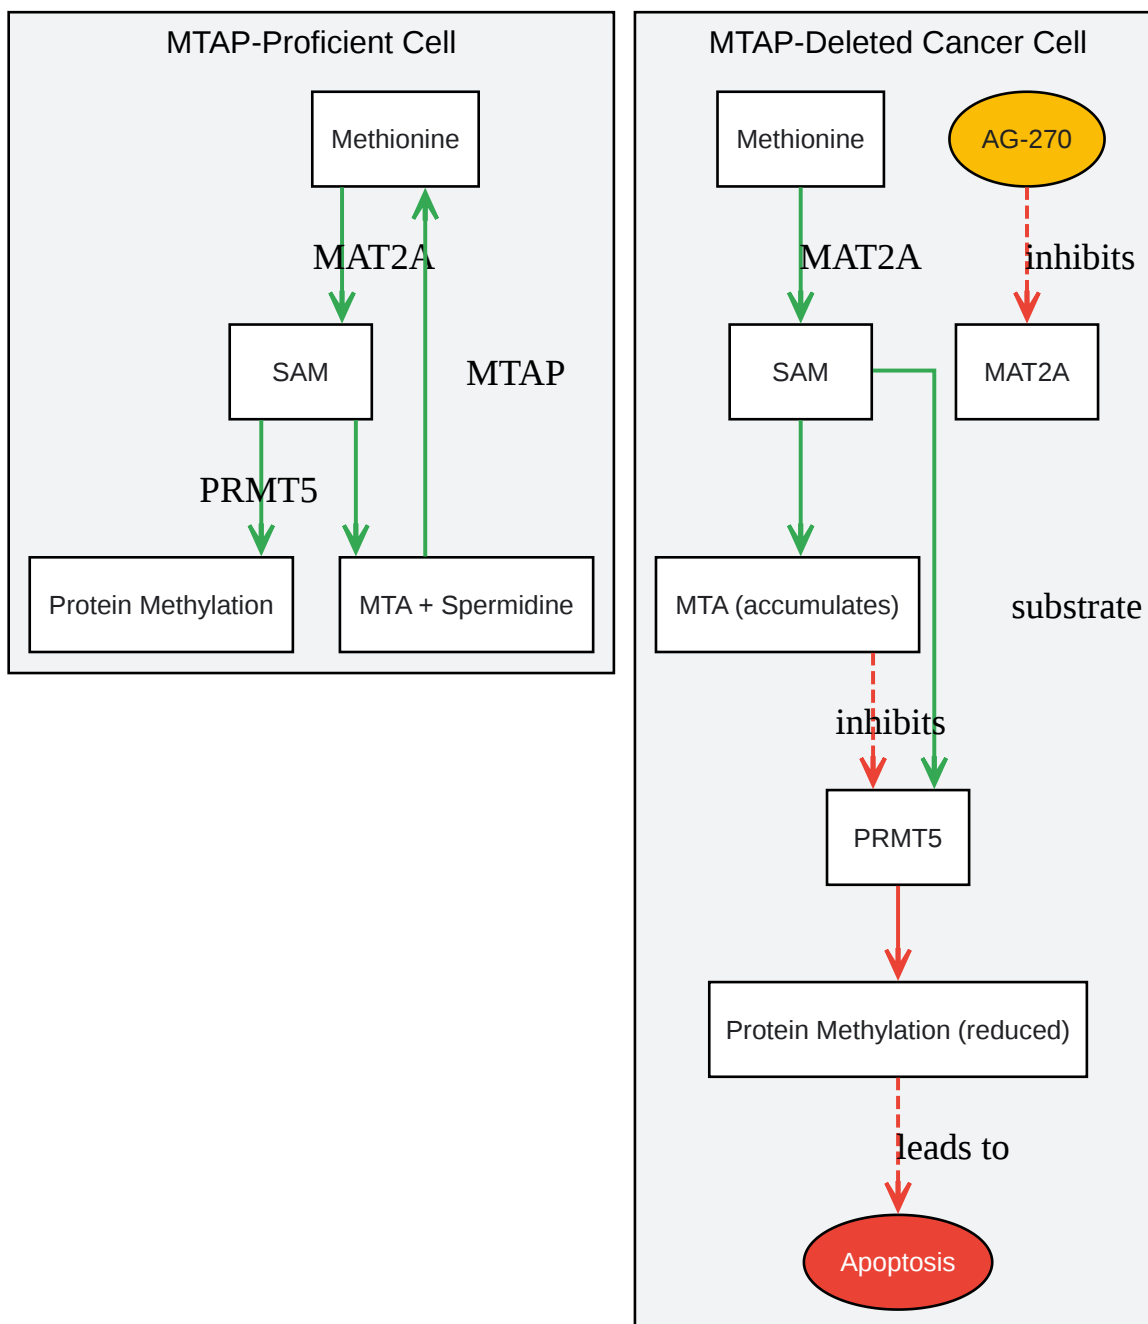 MTAP-Proficient Cell
Methionine
MAT2A
SAM
MTAP
PRMT5
Protein Methylation
MTA + Spermidine
MTAP-Deleted Cancer Cell
Methionine
AG-270
MAT2A
inhibits
SAM
MAT2A
MTA (accumulates)
substrate
inhibits
PRMT5
Protein Methylation (reduced)
leads to
Apoptosis